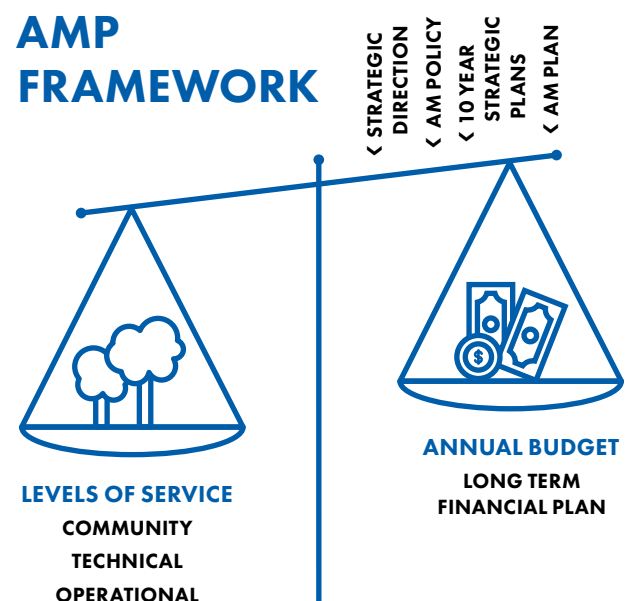 AMP
FRAMEWORK
< STRATEGIC
DIRECTION
< AM POLICY
< 10 YEAR
STRATEGIC
PLANS
< AM PLAN
$
ANNUAL BUDGET
LONG TERM
FINANCIAL PLAN
LEVELS OF SERVICE
COMMUNITY
TECHNICAL
OPERATIONAL